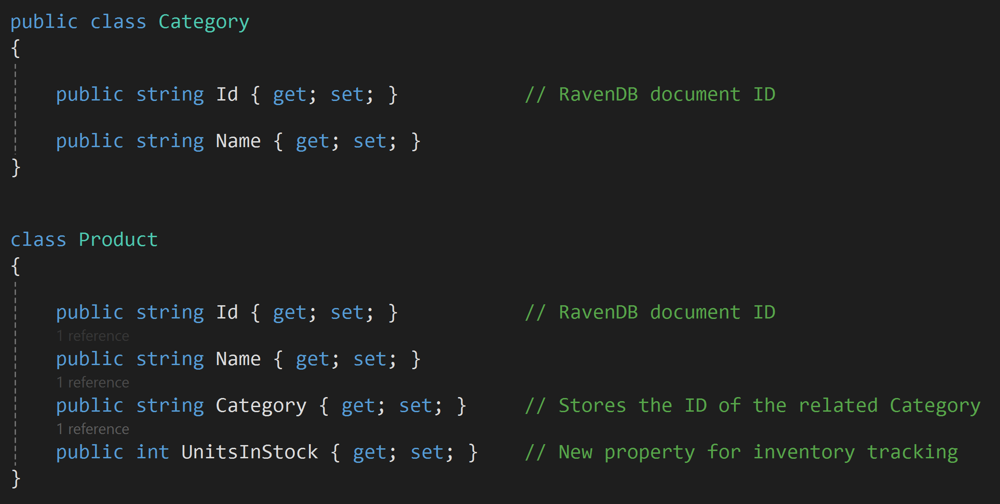 public class Category
{
public string Id { get; set; } // RavenDB document ID
public string Name { get; set; }
}
class Product
{
public string Id { get; set; } // RavenDB document ID
1 reference
public string Name { get; set; }
1 reference
public string Category { get; set; } // Stores the ID of the related Category
1 reference
public int UnitsInStock { get; set; } // New property for inventory tracking
}